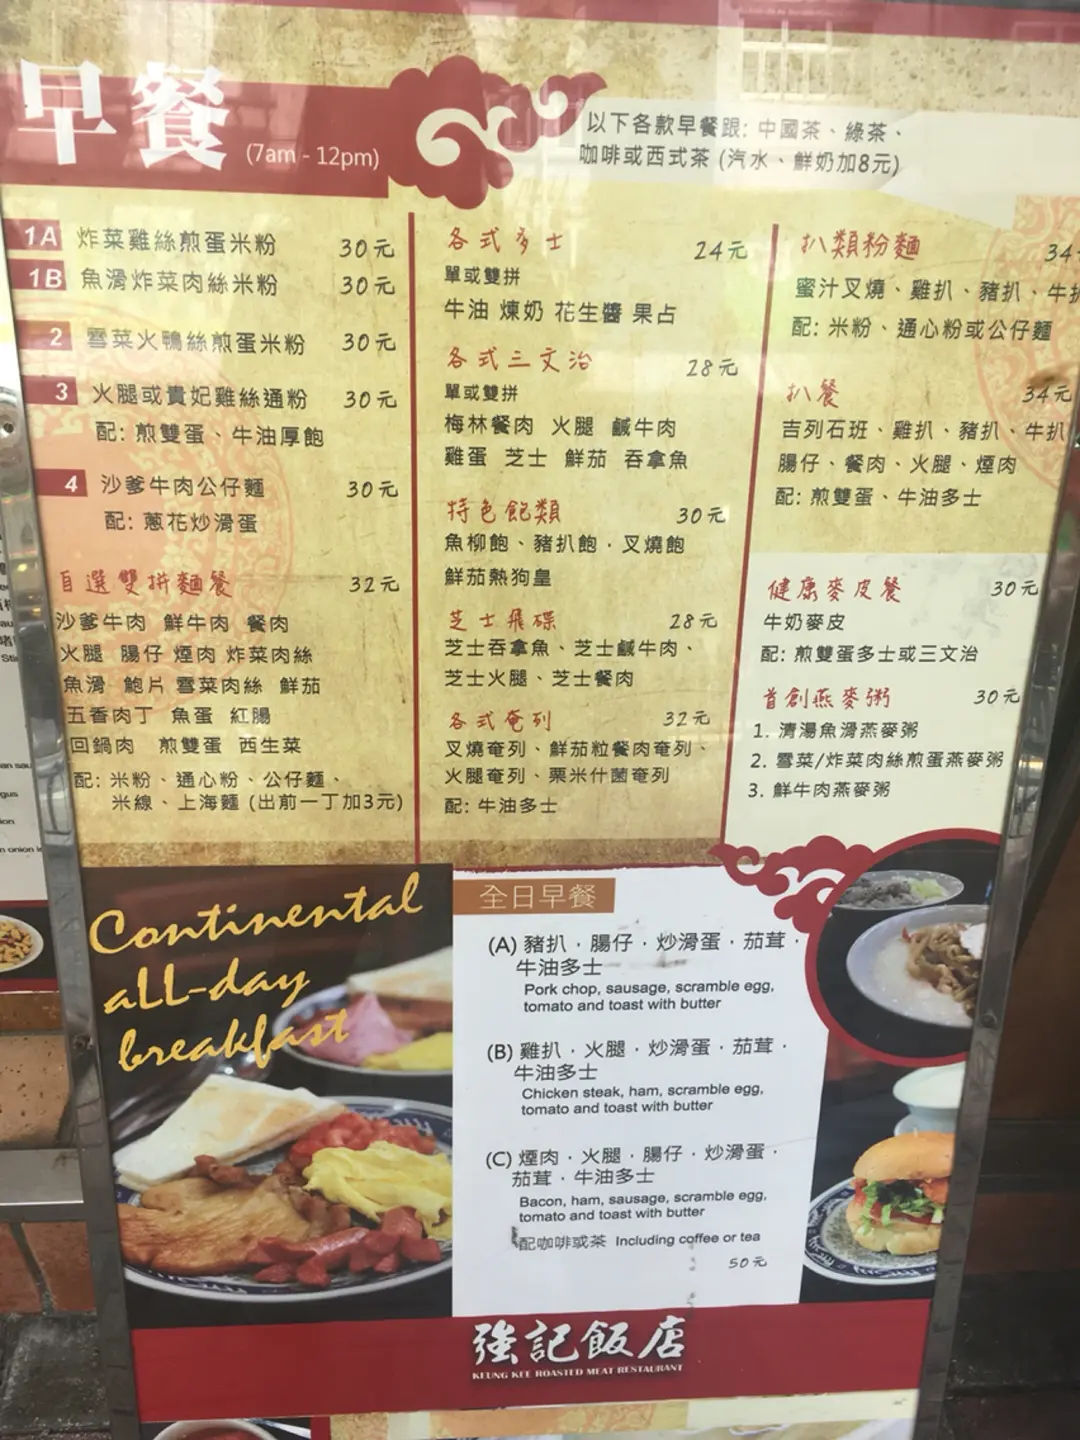 早餐 (7am - 12pm)
以下各款早餐跟: 中國茶、綠茶、
咖啡或西式茶 (汽水、鮮奶加8元)
1A 炸菜雞絲煎蛋米粉 30元
1B 魚滑炸菜肉絲米粉 30元
2 雪菜火鴨絲煎蛋米粉 30元
3 火腿或貴妃雞絲通粉 30元
配: 煎雙蛋、牛油厚飽
4 沙爹牛肉公仔麵 30元
配: 蔥花炒滑蛋
自選雙拼麵餐 32元
沙爹牛肉 鮮牛肉 餐肉
火腿 腸仔 煙肉 炸菜肉絲
魚滑 鮑片 雪菜肉絲 鮮茄
五香肉丁 魚蛋 紅腸
回鍋肉 煎雙蛋 西生菜
配: 米粉、通心粉、公仔麵、
米線、上海麵 (出前一丁加3元)
各式多士 24元
單或雙拼
牛油 煉奶 花生醬 果占
各式三文治 28元
單或雙拼
梅林餐肉 火腿 鹹牛肉
雞蛋 芝士 鮮茄 吞拿魚
特色飽類 30元
魚柳飽、豬扒飽．叉燒飽
鮮茄熱狗皇
芝士飛碟 28元
芝士吞拿魚、芝士鹹牛肉、
芝士火腿、芝士餐肉
各式奄列 32元
叉燒奄列、鮮茄粒餐肉奄列、
火腿奄列、粟米什菌奄列
配: 牛油多士
扒類粉麵 34
蜜汁叉燒、雞扒、豬扒、牛扒
配: 米粉、通心粉或公仔麵
扒餐 34元
吉列石班、雞扒、豬扒、牛扒
腸仔、餐肉、火腿、煙肉
配: 煎雙蛋、牛油多士
健康麥皮餐 30元
牛奶麥皮
配: 煎雙蛋多士或三文治
首創燕麥粥 30元
1. 清湯魚滑燕麥粥
2. 雪菜/炸菜肉絲煎蛋燕麥粥
3. 鮮牛肉燕麥粥
Continental
aLL-day
breakfast
全日早餐
(A) 豬扒．腸仔．炒滑蛋．茄茸．
牛油多士
Pork chop, sausage, scramble egg,
tomato and toast with butter
(B) 雞扒．火腿．炒滑蛋．茄茸．
牛油多士
Chicken steak, ham, scramble egg,
tomato and toast with butter
(C) 煙肉．火腿．腸仔．炒滑蛋．
茄茸．牛油多士
Bacon, ham, sausage, scramble egg,
tomato and toast with butter
配咖啡或茶 Including coffee or tea
50元
強記飯店
KEUNG KEE ROASTED MEAT RESTAURANT